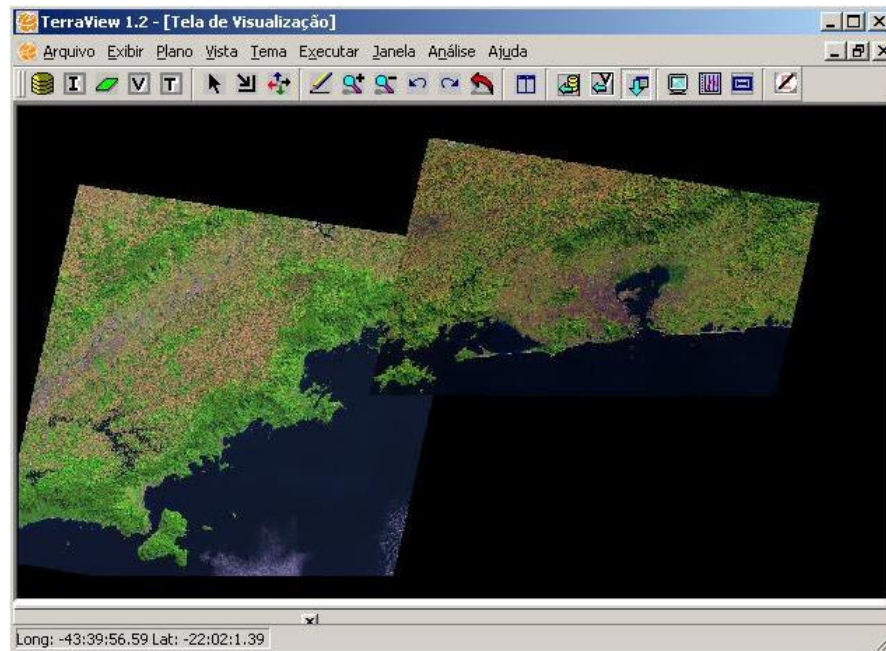 TerraView 1.2 - [Tela de Visualização]
Arquivo Exibir Plano Vista Tema Executar Janela Análise Ajuda
I V T V
Long: -43:39:56.59 Lat: -22:02:1.39